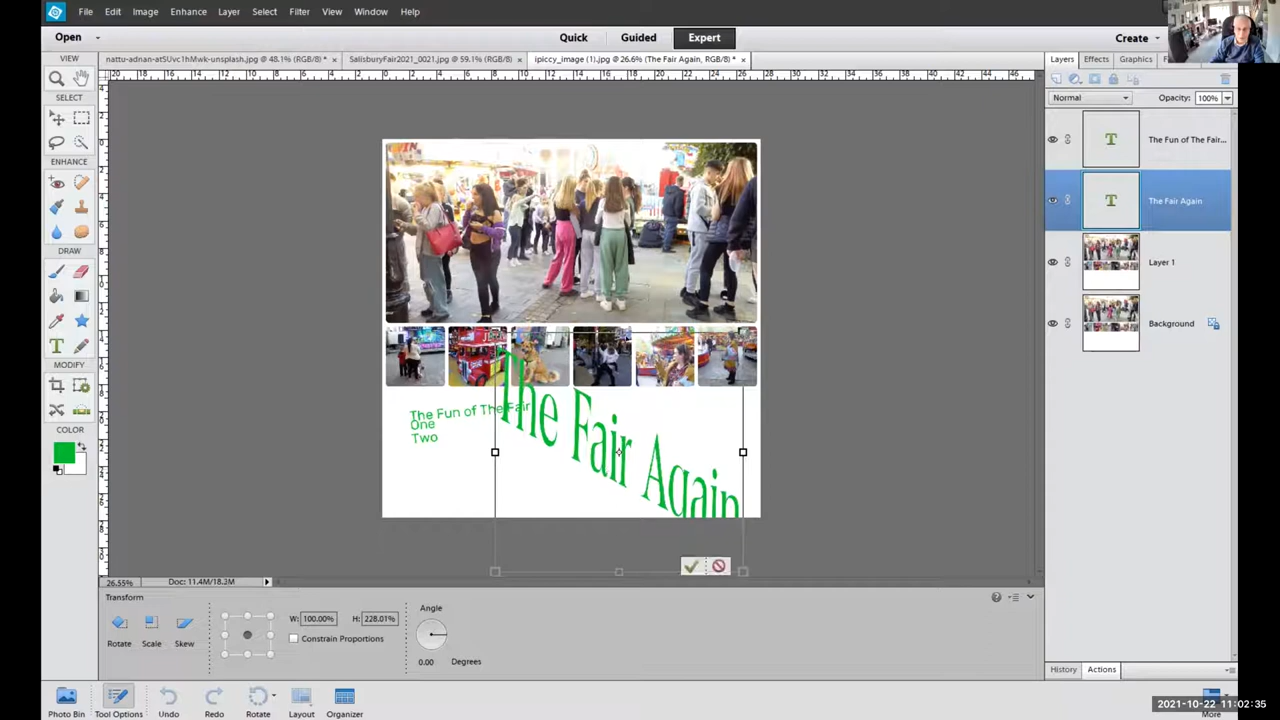 File Edit Image Enhance Layer Select Filter View Window Help
Open Quick Guided Expert Create
nattu-adnan-atSUvc1hMwk-unsplash.jpg @ 48.1% (RGB/8) * × SalisburyFair2021_0021.jpg @ 59.1% (RGB/8) × ipiccy_image (1).jpg @ 26.6% (The Fair Again, RGB/8) * ×
VIEW
SELECT
ENHANCE
DRAW
MODIFY
COLOR
The Fun of The Fair
One
Two
The Fair Again
Layers Effects Graphics
Normal Opacity: 100%
The Fun of The Fair...
The Fair Again
Layer 1
Background
26.55% Doc: 11.4M/18.2M
Transform
Rotate Scale Skew
W: 100.00% H: 228.01%
Constrain Proportions
Angle
0.00 Degrees
History Actions
Photo Bin Tool Options Undo Redo Rotate Layout Organizer More
2021-10-22 11:02:35